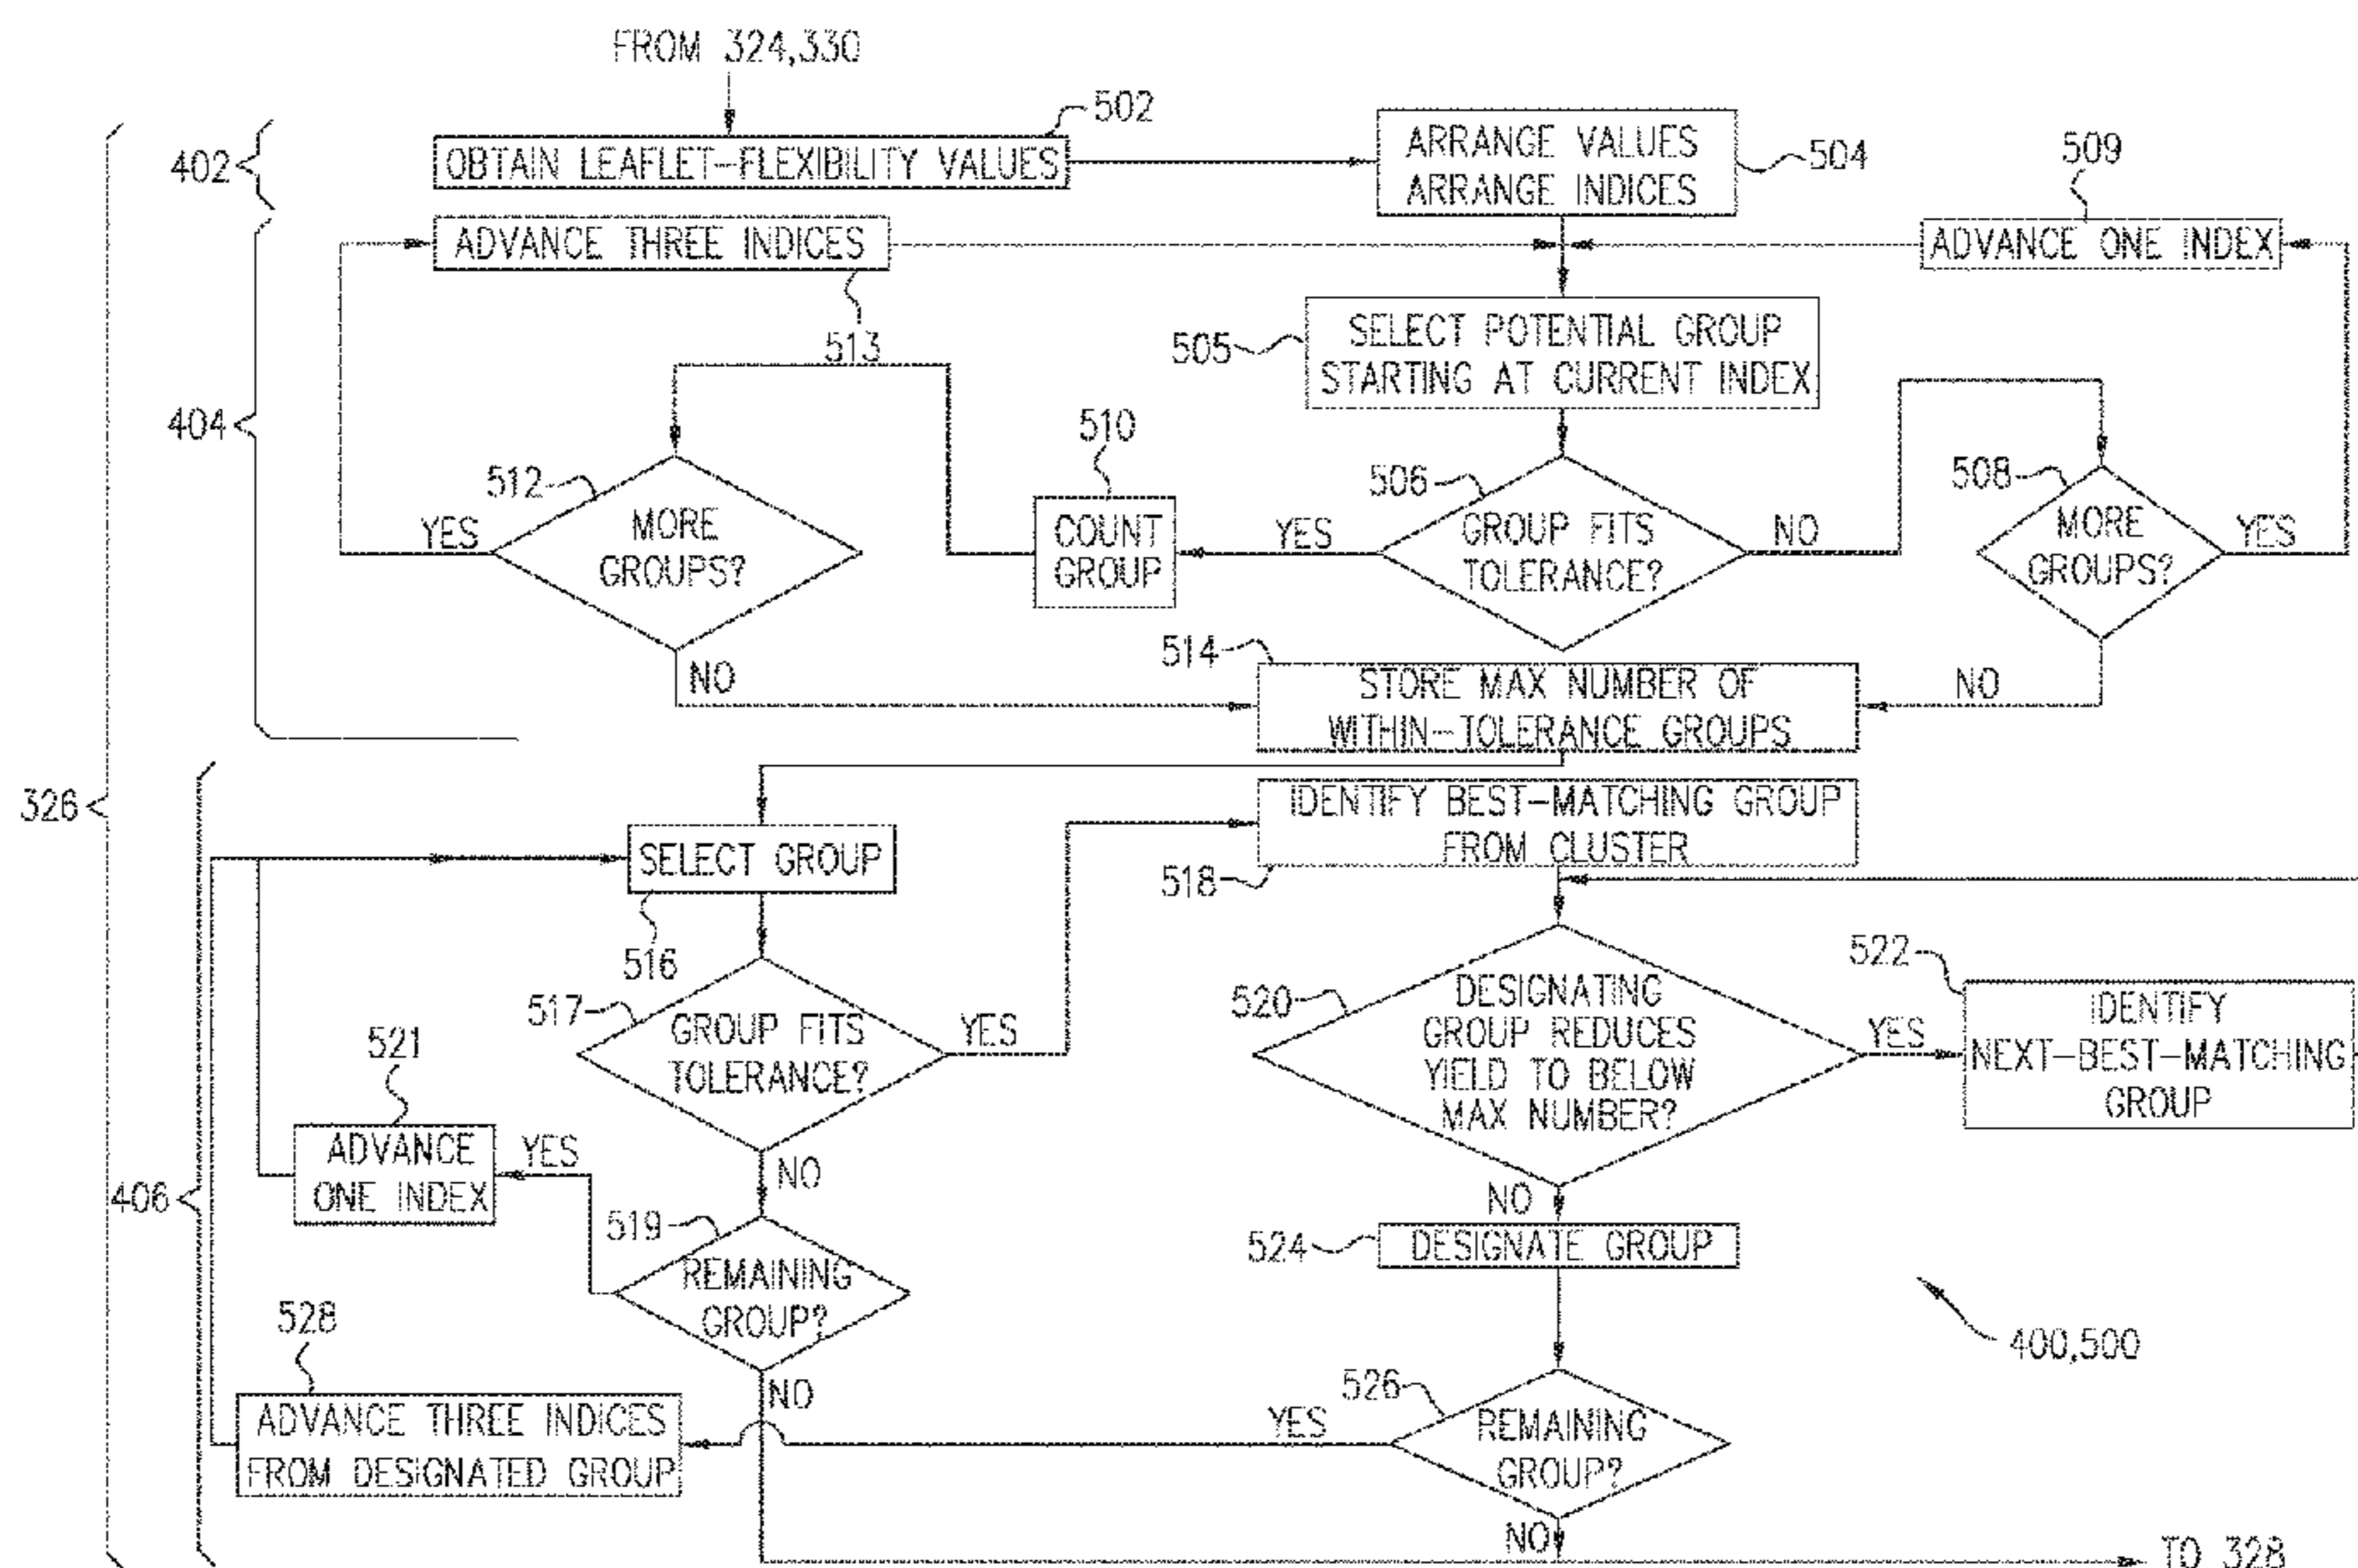 FROM 324,330
502
402
OBTAIN LEAFLET-FLEXIBILITY VALUES
ARRANGE VALUES
ARRANGE INDICES
504
509
ADVANCE THREE INDICES
ADVANCE ONE INDEX
513
505
SELECT POTENTIAL GROUP
STARTING AT CURRENT INDEX
404
510
512
506
508
YES
MORE
GROUPS?
COUNT
GROUP
YES
GROUP FITS
TOLERANCE?
NO
MORE
GROUPS?
YES
NO
514
STORE MAX NUMBER OF
WITHIN-TOLERANCE GROUPS
NO
326
SELECT GROUP
IDENTIFY BEST-MATCHING GROUP
FROM CLUSTER
518
516
517
GROUP FITS
TOLERANCE?
YES
520
DESIGNATING
GROUP REDUCES
YIELD TO BELOW
MAX NUMBER?
YES
522
IDENTIFY
NEXT-BEST-MATCHING
GROUP
521
ADVANCE
ONE INDEX
YES
NO
406
519
REMAINING
GROUP?
NO
524
DESIGNATE GROUP
528
400,500
ADVANCE THREE INDICES
FROM DESIGNATED GROUP
NO
YES
526
REMAINING
GROUP?
NO
TO 328